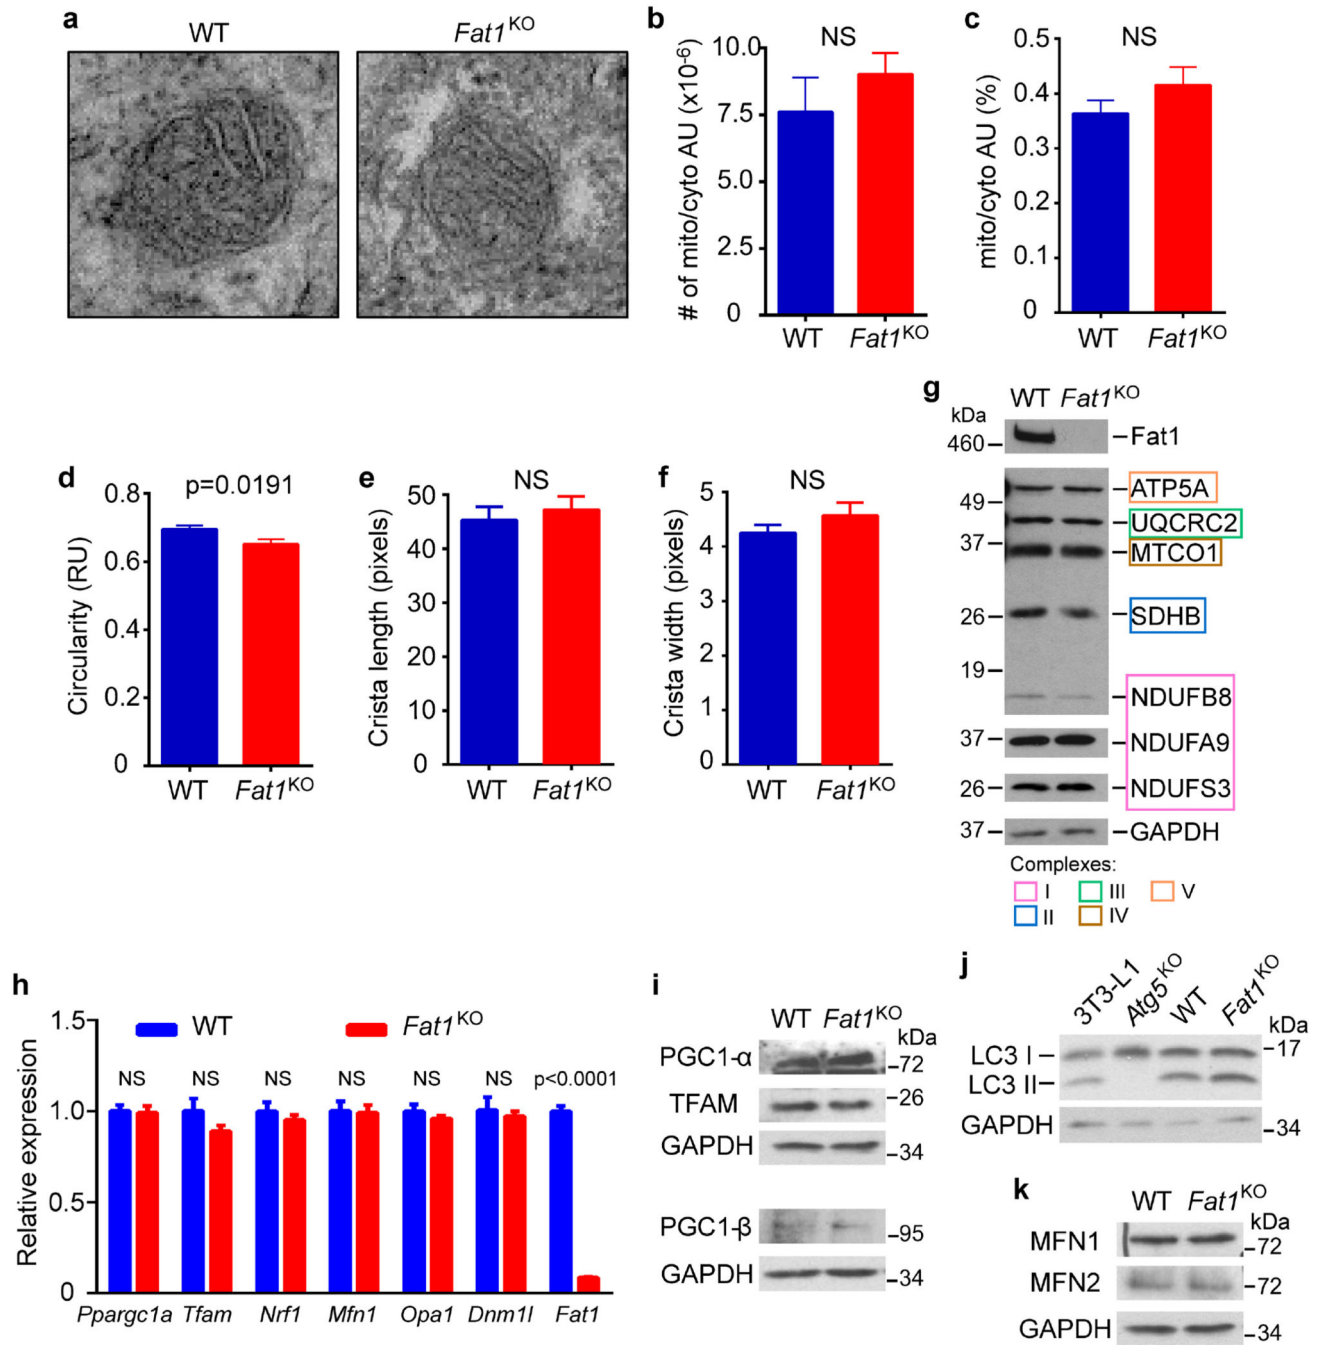 a
WT
Fat1KO
b
NS
# of mito/cyto AU (x10-6)
10.0
7.5
5.0
2.5
0
WT
Fat1KO
c
NS
mito/cyto AU (%)
0.5
0.4
0.3
0.2
0.1
0
WT
Fat1KO
d
p=0.0191
Circularity (RU)
0.8
0.6
0.4
0.2
0
WT
Fat1KO
e
NS
Crista length (pixels)
50
40
50
20
10
0
WT
Fat1KO
f
NS
Crista width (pixels)
5
4
3
2
1
0
WT
Fat1KO
g
WT Fat1KO
kDa
460
Fat1
49
ATP5A
UQCRC2
37
MTCO1
26
SDHB
19
NDUFB8
37
NDUFA9
26
NDUFS3
37
GAPDH
Complexes:
I III V
II IV
h
Relative expression
1.5
1.0
0.5
0
WT
Fat1KO
NS NS NS NS NS NS p<0.0001
Ppargc1a Tfam Nrf1 Mfn1 Opa1 Dnm1l Fat1
i
WT Fat1KO
kDa
PGC1-α
72
TFAM
26
GAPDH
34
PGC1-β
95
GAPDH
34
j
3T3-L1 Atg5KO WT Fat1KO
kDa
LC3 I
17
LC3 II
GAPDH
34
k
WT Fat1KO
kDa
MFN1
72
MFN2
72
GAPDH
34